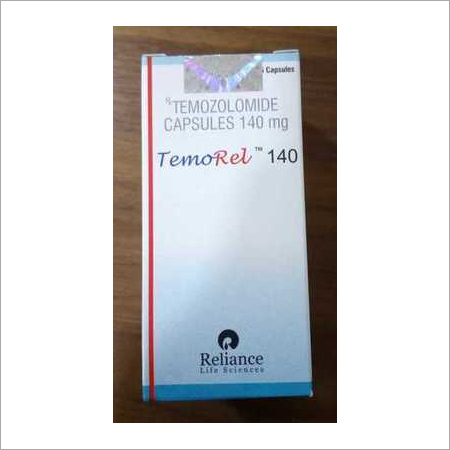 Capsules
℞TEMOZOLOMIDE
CAPSULES 140 mg
TemoRel™ 140
Reliance
Life Sciences